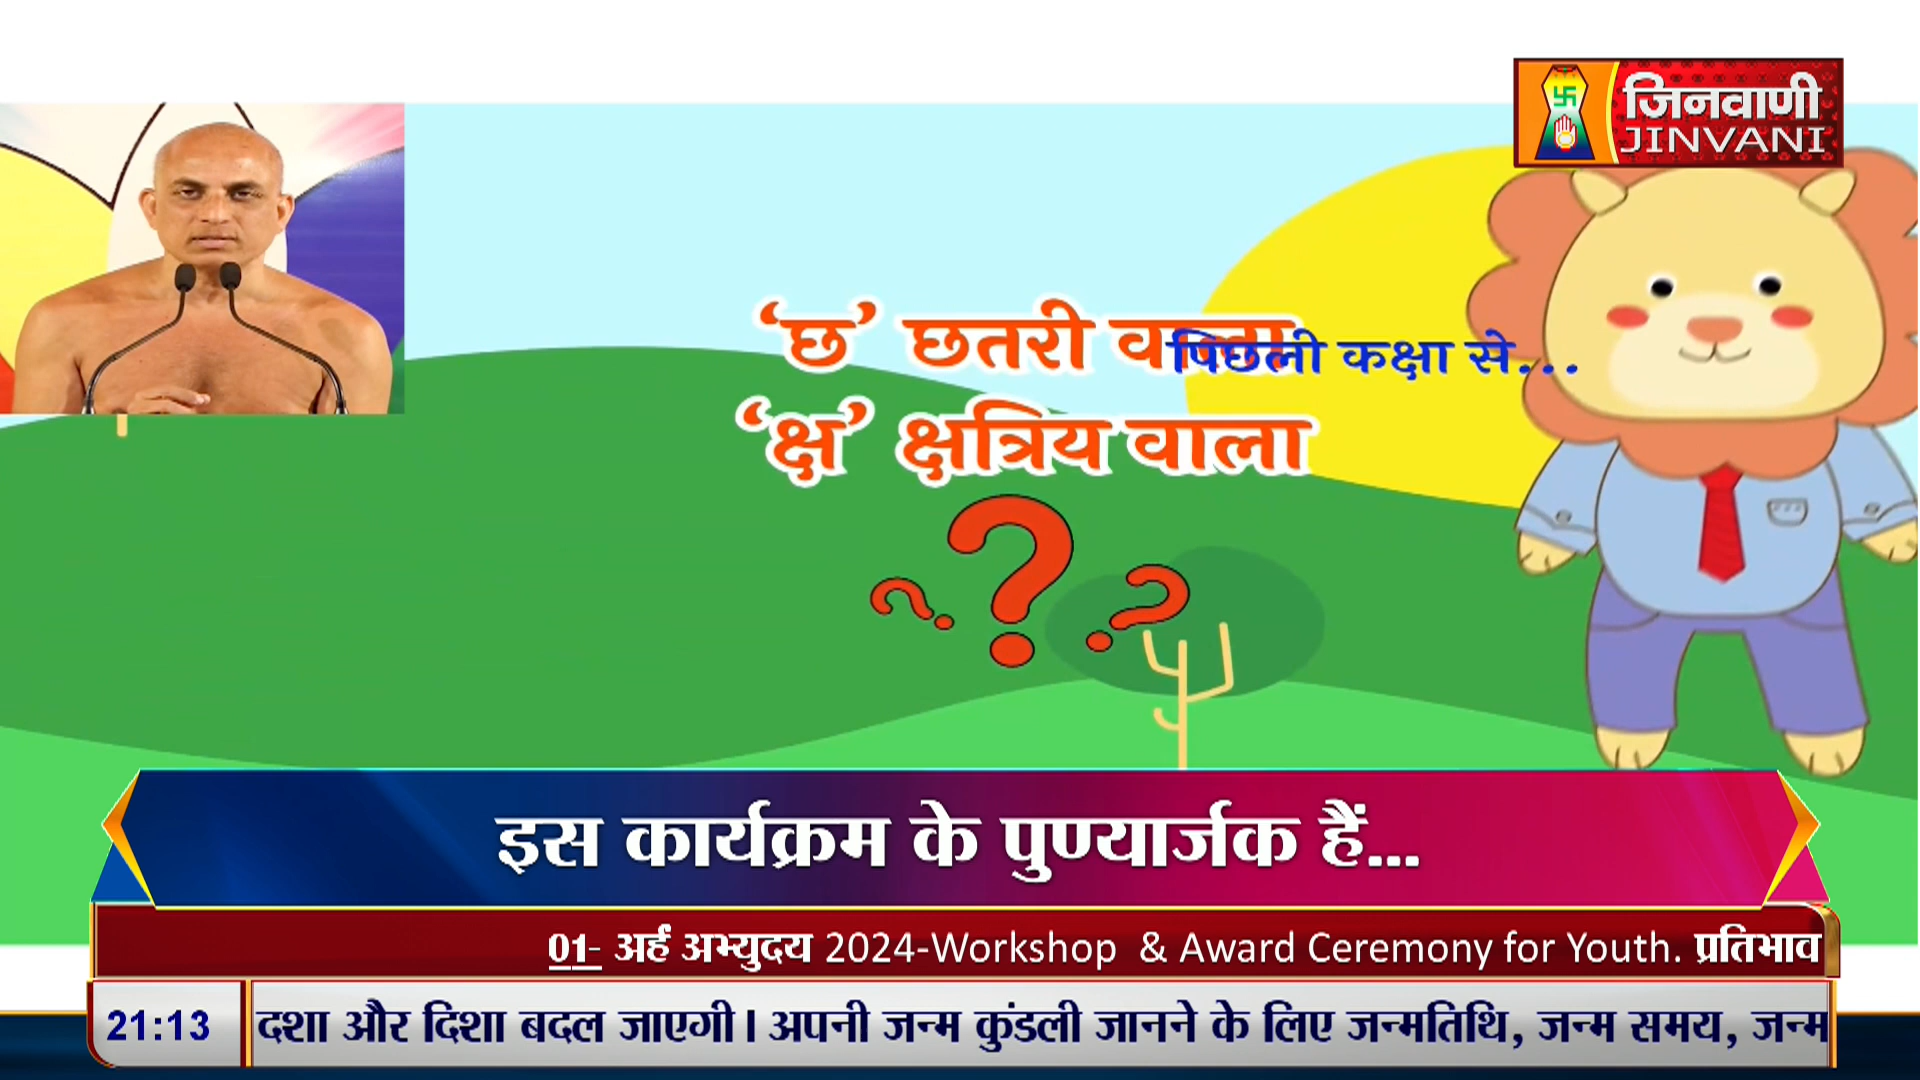 जिनवाणी
JINVANI
‘छ’ छतरी वाला
पिछली कक्षा से...
‘क्ष’ क्षत्रिय वाला
? ? ?
इस कार्यक्रम के पुण्यार्जक हैं...
01- अर्हं अभ्युदय 2024-Workshop & Award Ceremony for Youth. प्रतिभाव
21:13 दशा और दिशा बदल जाएगी। अपनी जन्म कुंडली जानने के लिए जन्मतिथि, जन्म समय, जन्म